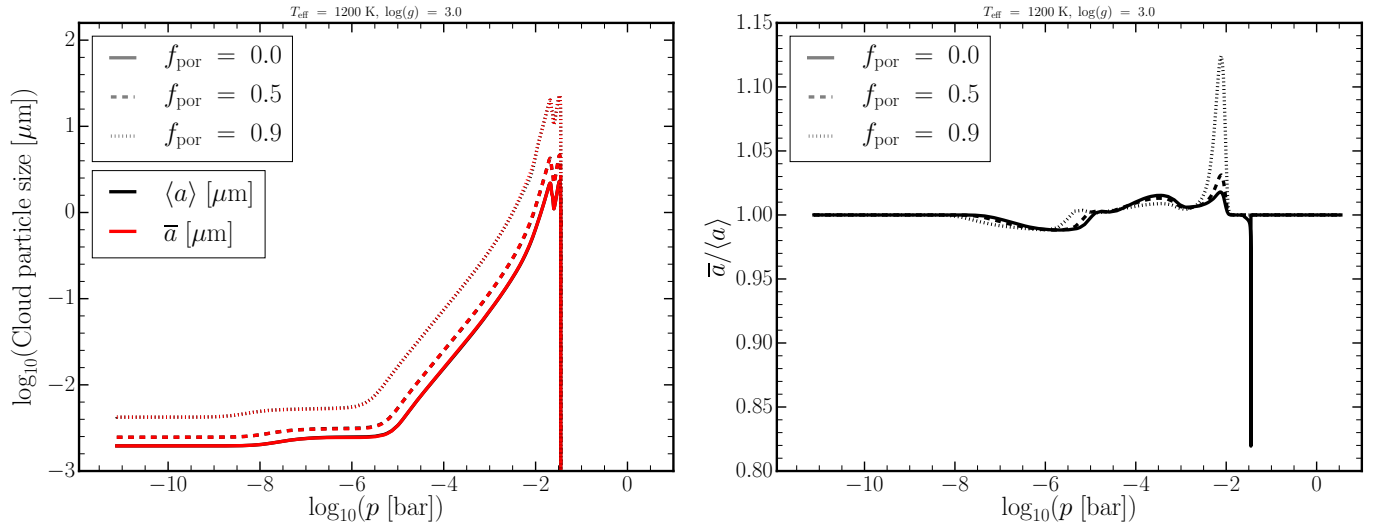 T_eff = 1200 K, log(g) = 3.0
log₁₀(Cloud particle size [μm])
2
1
0
−1
−2
−3
f_por = 0.0
f_por = 0.5
f_por = 0.9
⟨a⟩ [μm]
a̅ [μm]
−10
−8
−6
−4
−2
0
log₁₀(p [bar])
T_eff = 1200 K, log(g) = 3.0
a̅/⟨a⟩
1.15
1.10
1.05
1.00
0.95
0.90
0.85
0.80
f_por = 0.0
f_por = 0.5
f_por = 0.9
−10
−8
−6
−4
−2
0
log₁₀(p [bar])